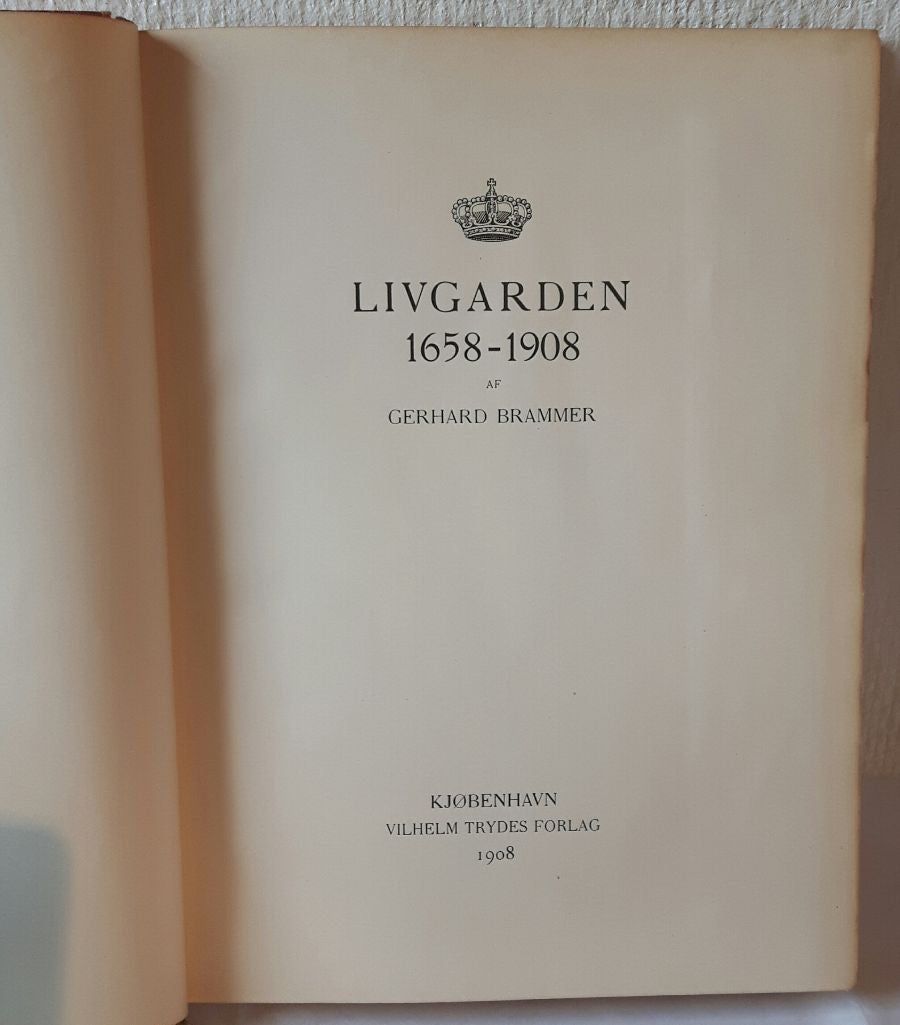 LIVGARDEN
1658-1908
AF
GERHARD BRAMMER
KJØBENHAVN
VILHELM TRYDES FORLAG
1908